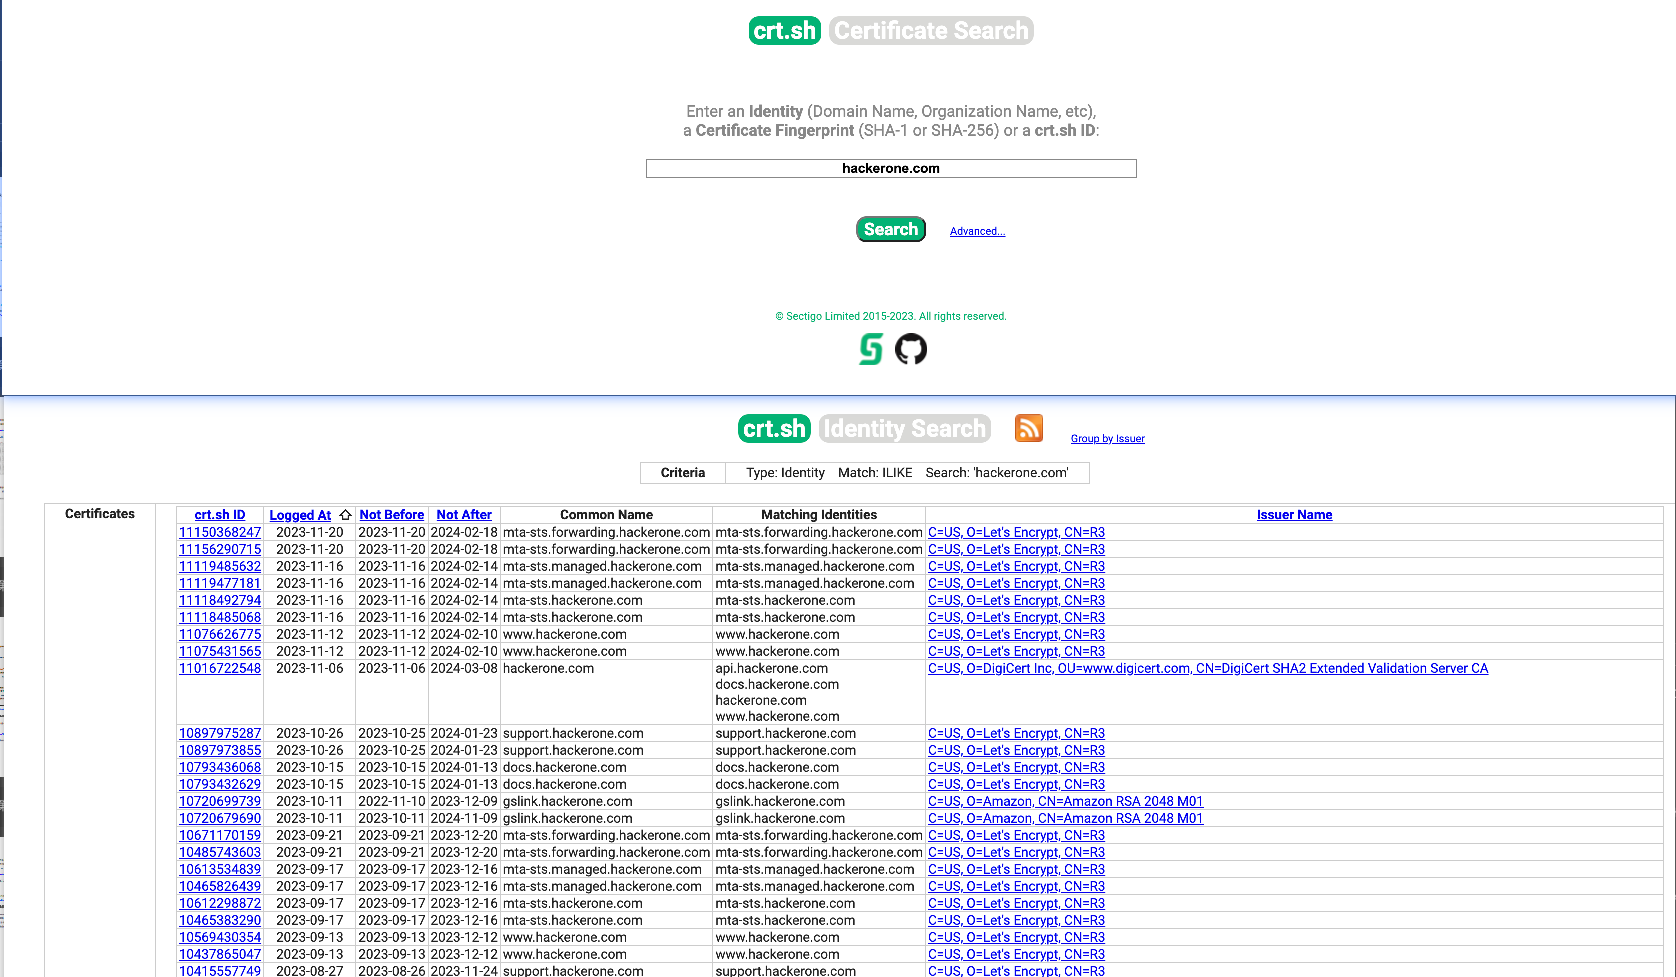 crt.sh Certificate Search
Enter an Identity (Domain Name, Organization Name, etc),
a Certificate Fingerprint (SHA-1 or SHA-256) or a crt.sh ID:
hackerone.com
Search Advanced...
© Sectigo Limited 2015-2023. All rights reserved.
crt.sh Identity Search Group by Issuer
Criteria Type: Identity Match: ILIKE Search: 'hackerone.com'
Certificates crt.sh ID Logged At Not Before Not After Common Name Matching Identities Issuer Name
11150368247 2023-11-20 2023-11-20 2024-02-18 mta-sts.forwarding.hackerone.com mta-sts.forwarding.hackerone.com C=US, O=Let's Encrypt, CN=R3
11156290715 2023-11-20 2023-11-20 2024-02-18 mta-sts.forwarding.hackerone.com mta-sts.forwarding.hackerone.com C=US, O=Let's Encrypt, CN=R3
11119485632 2023-11-16 2023-11-16 2024-02-14 mta-sts.managed.hackerone.com mta-sts.managed.hackerone.com C=US, O=Let's Encrypt, CN=R3
11119477181 2023-11-16 2023-11-16 2024-02-14 mta-sts.managed.hackerone.com mta-sts.managed.hackerone.com C=US, O=Let's Encrypt, CN=R3
11118492794 2023-11-16 2023-11-16 2024-02-14 mta-sts.hackerone.com mta-sts.hackerone.com C=US, O=Let's Encrypt, CN=R3
11118485068 2023-11-16 2023-11-16 2024-02-14 mta-sts.hackerone.com mta-sts.hackerone.com C=US, O=Let's Encrypt, CN=R3
11076626775 2023-11-12 2023-11-12 2024-02-10 www.hackerone.com www.hackerone.com C=US, O=Let's Encrypt, CN=R3
11075431565 2023-11-12 2023-11-12 2024-02-10 www.hackerone.com www.hackerone.com C=US, O=Let's Encrypt, CN=R3
11016722548 2023-11-06 2023-11-06 2024-03-08 hackerone.com api.hackerone.com C=US, O=DigiCert Inc, OU=www.digicert.com, CN=DigiCert SHA2 Extended Validation Server CA
docs.hackerone.com
hackerone.com
www.hackerone.com
10897975287 2023-10-26 2023-10-25 2024-01-23 support.hackerone.com support.hackerone.com C=US, O=Let's Encrypt, CN=R3
10897973855 2023-10-26 2023-10-25 2024-01-23 support.hackerone.com support.hackerone.com C=US, O=Let's Encrypt, CN=R3
10793436068 2023-10-15 2023-10-15 2024-01-13 docs.hackerone.com docs.hackerone.com C=US, O=Let's Encrypt, CN=R3
10793432629 2023-10-15 2023-10-15 2024-01-13 docs.hackerone.com docs.hackerone.com C=US, O=Let's Encrypt, CN=R3
10720699739 2023-10-11 2022-11-10 2023-12-09 gslink.hackerone.com gslink.hackerone.com C=US, O=Amazon, CN=Amazon RSA 2048 M01
10720679690 2023-10-11 2023-10-11 2024-11-09 gslink.hackerone.com gslink.hackerone.com C=US, O=Amazon, CN=Amazon RSA 2048 M01
10671170159 2023-09-21 2023-09-21 2023-12-20 mta-sts.forwarding.hackerone.com mta-sts.forwarding.hackerone.com C=US, O=Let's Encrypt, CN=R3
10485743603 2023-09-21 2023-09-21 2023-12-20 mta-sts.forwarding.hackerone.com mta-sts.forwarding.hackerone.com C=US, O=Let's Encrypt, CN=R3
10613534839 2023-09-17 2023-09-17 2023-12-16 mta-sts.managed.hackerone.com mta-sts.managed.hackerone.com C=US, O=Let's Encrypt, CN=R3
10465826439 2023-09-17 2023-09-17 2023-12-16 mta-sts.managed.hackerone.com mta-sts.managed.hackerone.com C=US, O=Let's Encrypt, CN=R3
10612298872 2023-09-17 2023-09-17 2023-12-16 mta-sts.hackerone.com mta-sts.hackerone.com C=US, O=Let's Encrypt, CN=R3
10465383290 2023-09-17 2023-09-17 2023-12-16 mta-sts.hackerone.com mta-sts.hackerone.com C=US, O=Let's Encrypt, CN=R3
10569430354 2023-09-13 2023-09-13 2023-12-12 www.hackerone.com www.hackerone.com C=US, O=Let's Encrypt, CN=R3
10437865047 2023-09-13 2023-09-13 2023-12-12 www.hackerone.com www.hackerone.com C=US, O=Let's Encrypt, CN=R3
10415557749 2023-08-27 2023-08-26 2023-11-24 support.hackerone.com support.hackerone.com C=US, O=Let's Encrypt, CN=R3